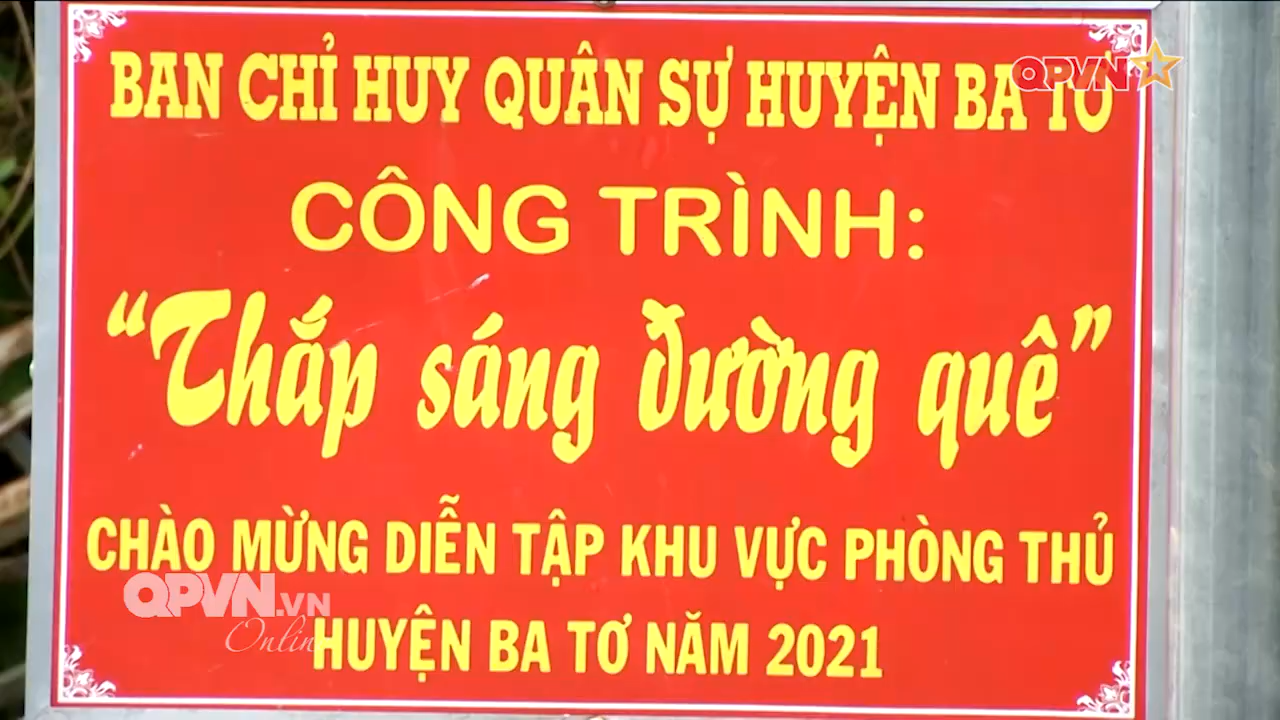 BAN CHỈ HUY QUÂN SỰ HUYỆN BA TƠ
QPVN
CÔNG TRÌNH:
“Thắp sáng đường quê”
CHÀO MỪNG DIỄN TẬP KHU VỰC PHÒNG THỦ
QPVN.VN
Online
HUYỆN BA TƠ NĂM 2021